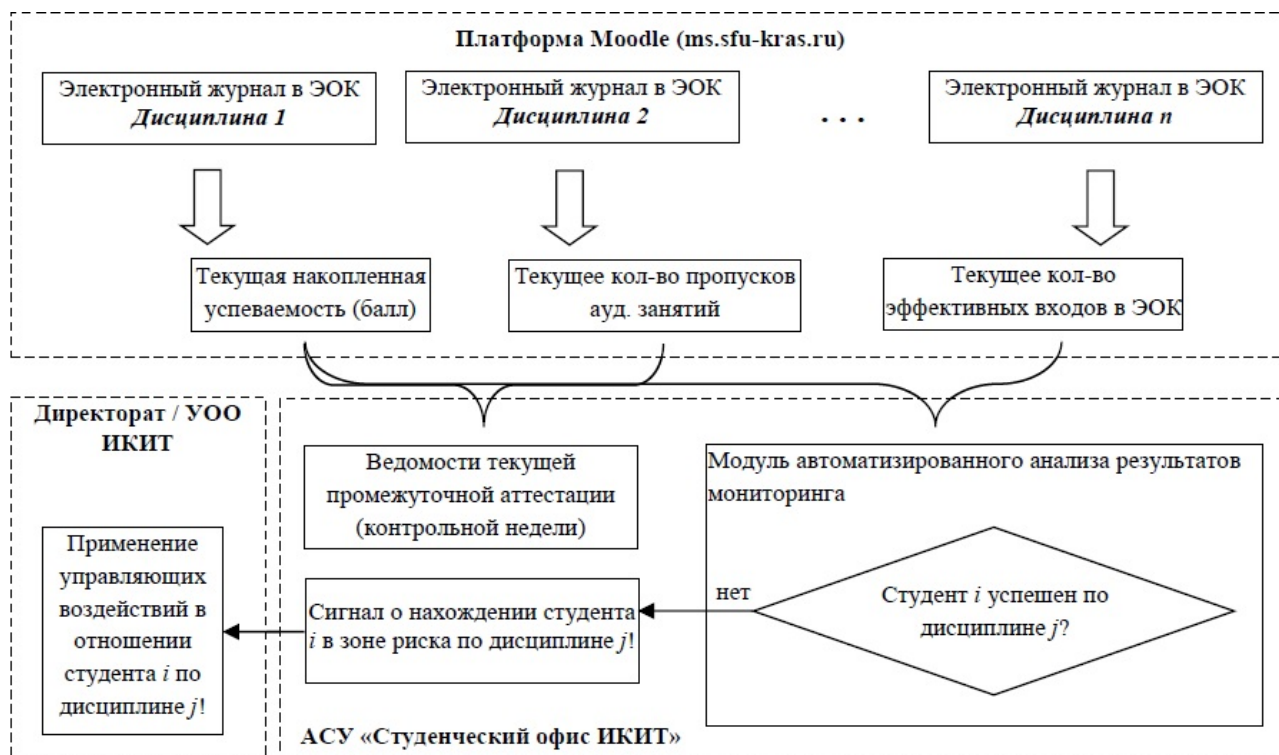 Платформа Moodle (ms.sfu-kras.ru)
Электронный журнал в ЭОК
Дисциплина 1
Электронный журнал в ЭОК
Дисциплина 2
. . .
Электронный журнал в ЭОК
Дисциплина n
Текущая накопленная
успеваемость (балл)
Текущее кол-во пропусков
ауд. занятий
Текущее кол-во
эффективных входов в ЭОК
Директорат / УОО
ИКИТ
Применение
управляющих
воздействий в
отношении
студента i по
дисциплине j!
Ведомости текущей
промежуточной аттестации
(контрольной недели)
Сигнал о нахождении студента
i в зоне риска по дисциплине j!
Модуль автоматизированного анализа результатов
мониторинга
нет
Студент i успешен по
дисциплине j?
АСУ «Студенческий офис ИКИТ»